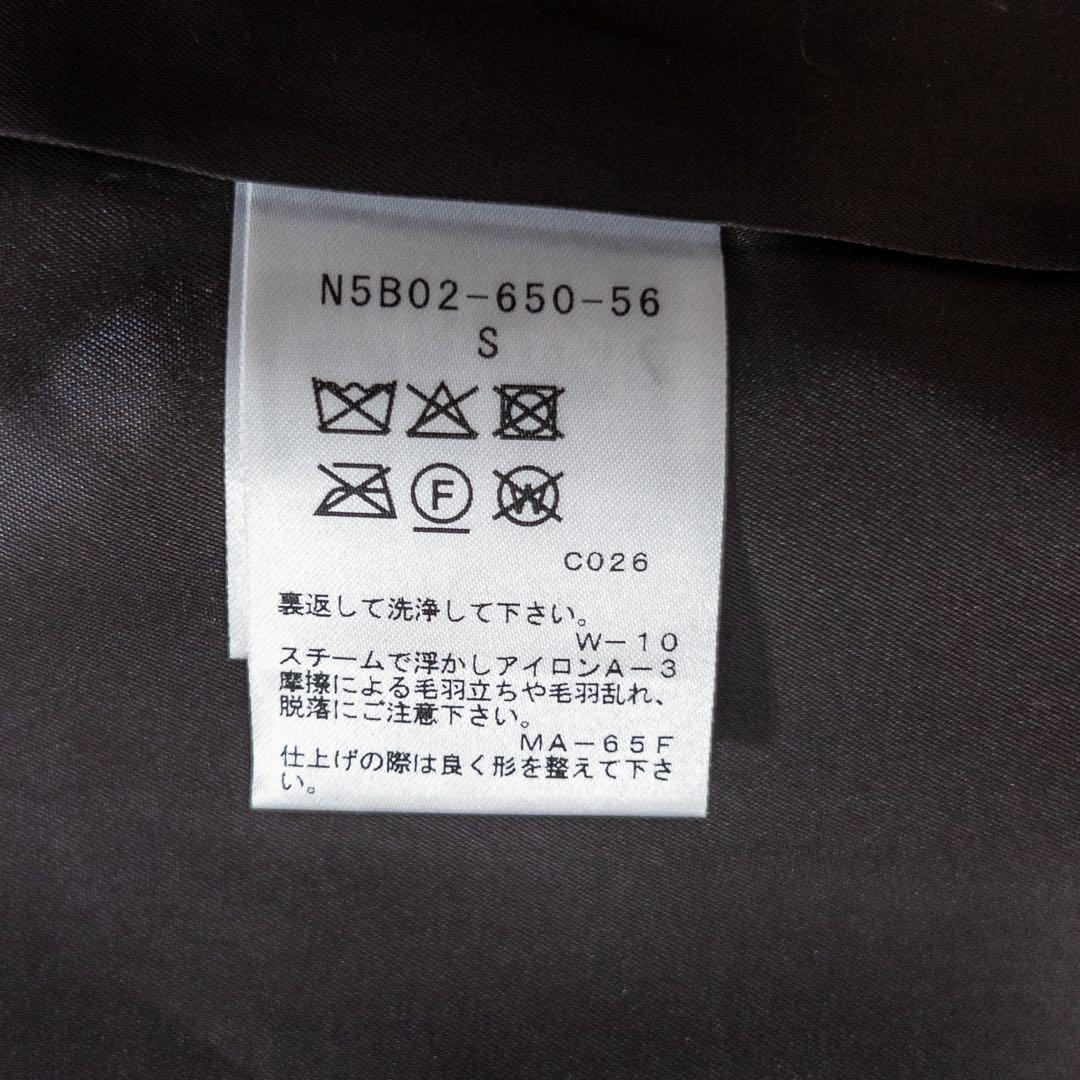 N5B02-650-56
S
F
W
C026
裏返して洗浄して下さい。
W-10
スチームで浮かしアイロンA-3
摩擦による毛羽立ちや毛羽乱れ、
脱落にご注意下さい。
MA-65F
仕上げの際は良く形を整えて下さ
い。